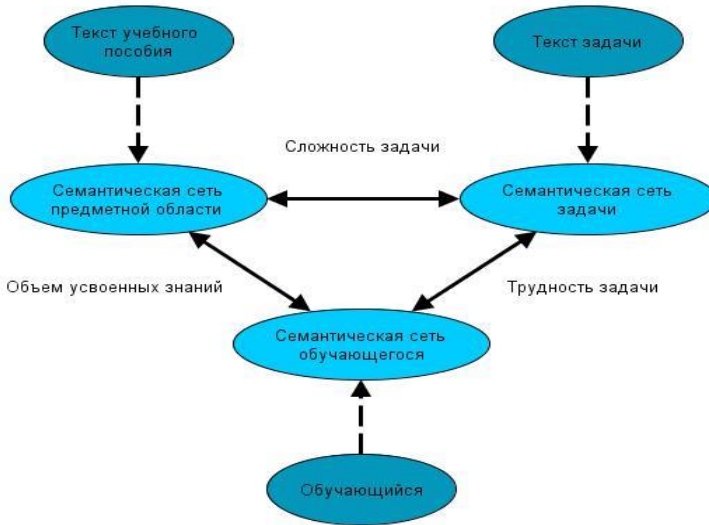 Текст учебного
пособия
Текст задачи
Сложность задачи
Семантическая сеть
предметной области
Семантическая сеть
задачи
Объем усвоенных знаний
Трудность задачи
Семантическая сеть
обучающегося
Обучающийся